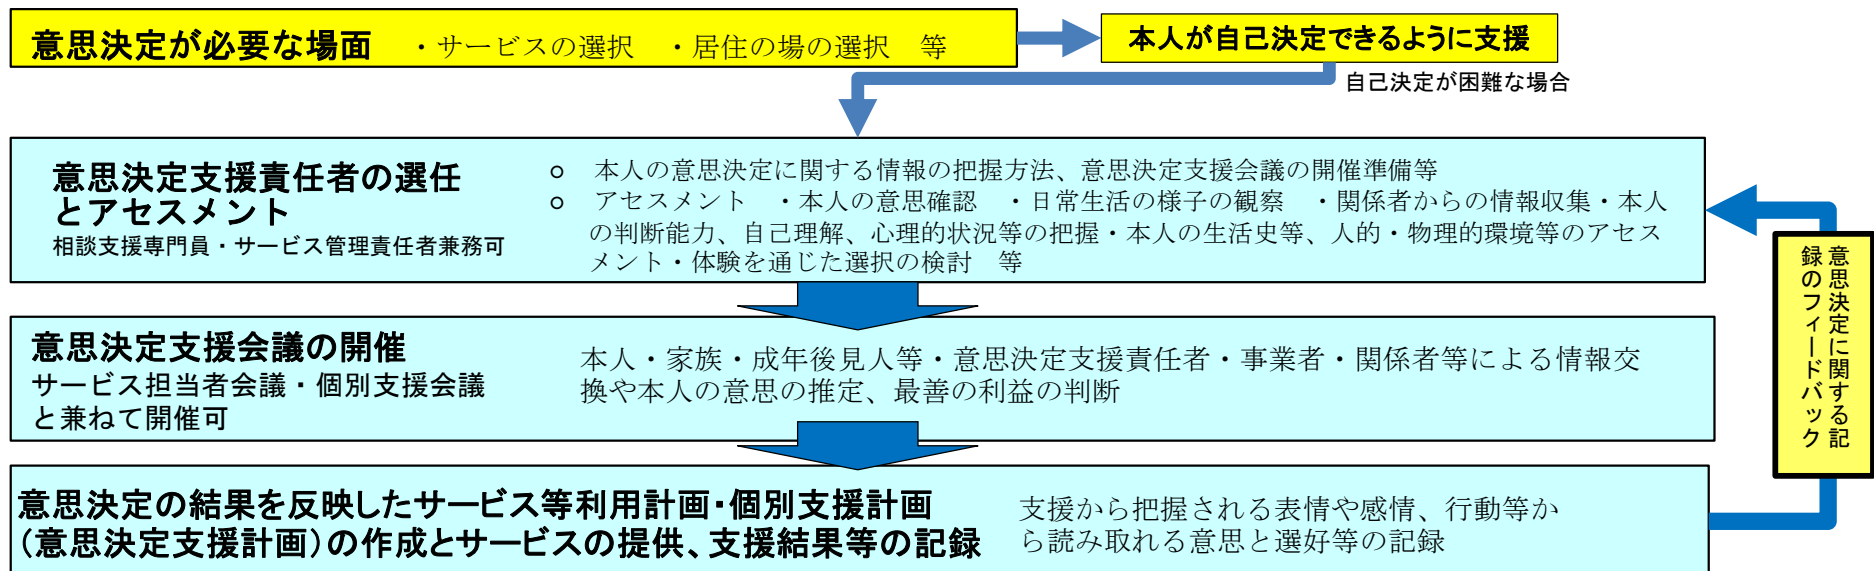 意思決定が必要な場面　・サービスの選択　・居住の場の選択　等
本人が自己決定できるように支援
自己決定が困難な場合
意思決定支援責任者の選任
とアセスメント
相談支援専門員・サービス管理責任者兼務可
○　本人の意思決定に関する情報の把握方法、意思決定支援会議の開催準備等
○　アセスメント　・本人の意思確認　・日常生活の様子の観察　・関係者からの情報収集・本人
の判断能力、自己理解、心理的状況等の把握・本人の生活史等、人的・物理的環境等のアセス
メント・体験を通じた選択の検討　等
意思決定支援会議の開催
サービス担当者会議・個別支援会議
と兼ねて開催可
本人・家族・成年後見人等・意思決定支援責任者・事業者・関係者等による情報交
換や本人の意思の推定、最善の利益の判断
意思決定の結果を反映したサービス等利用計画・個別支援計画
（意思決定支援計画）の作成とサービスの提供、支援結果等の記録
支援から把握される表情や感情、行動等か
ら読み取れる意思と選好等の記録
意思決定に関する記
録のフィードバック